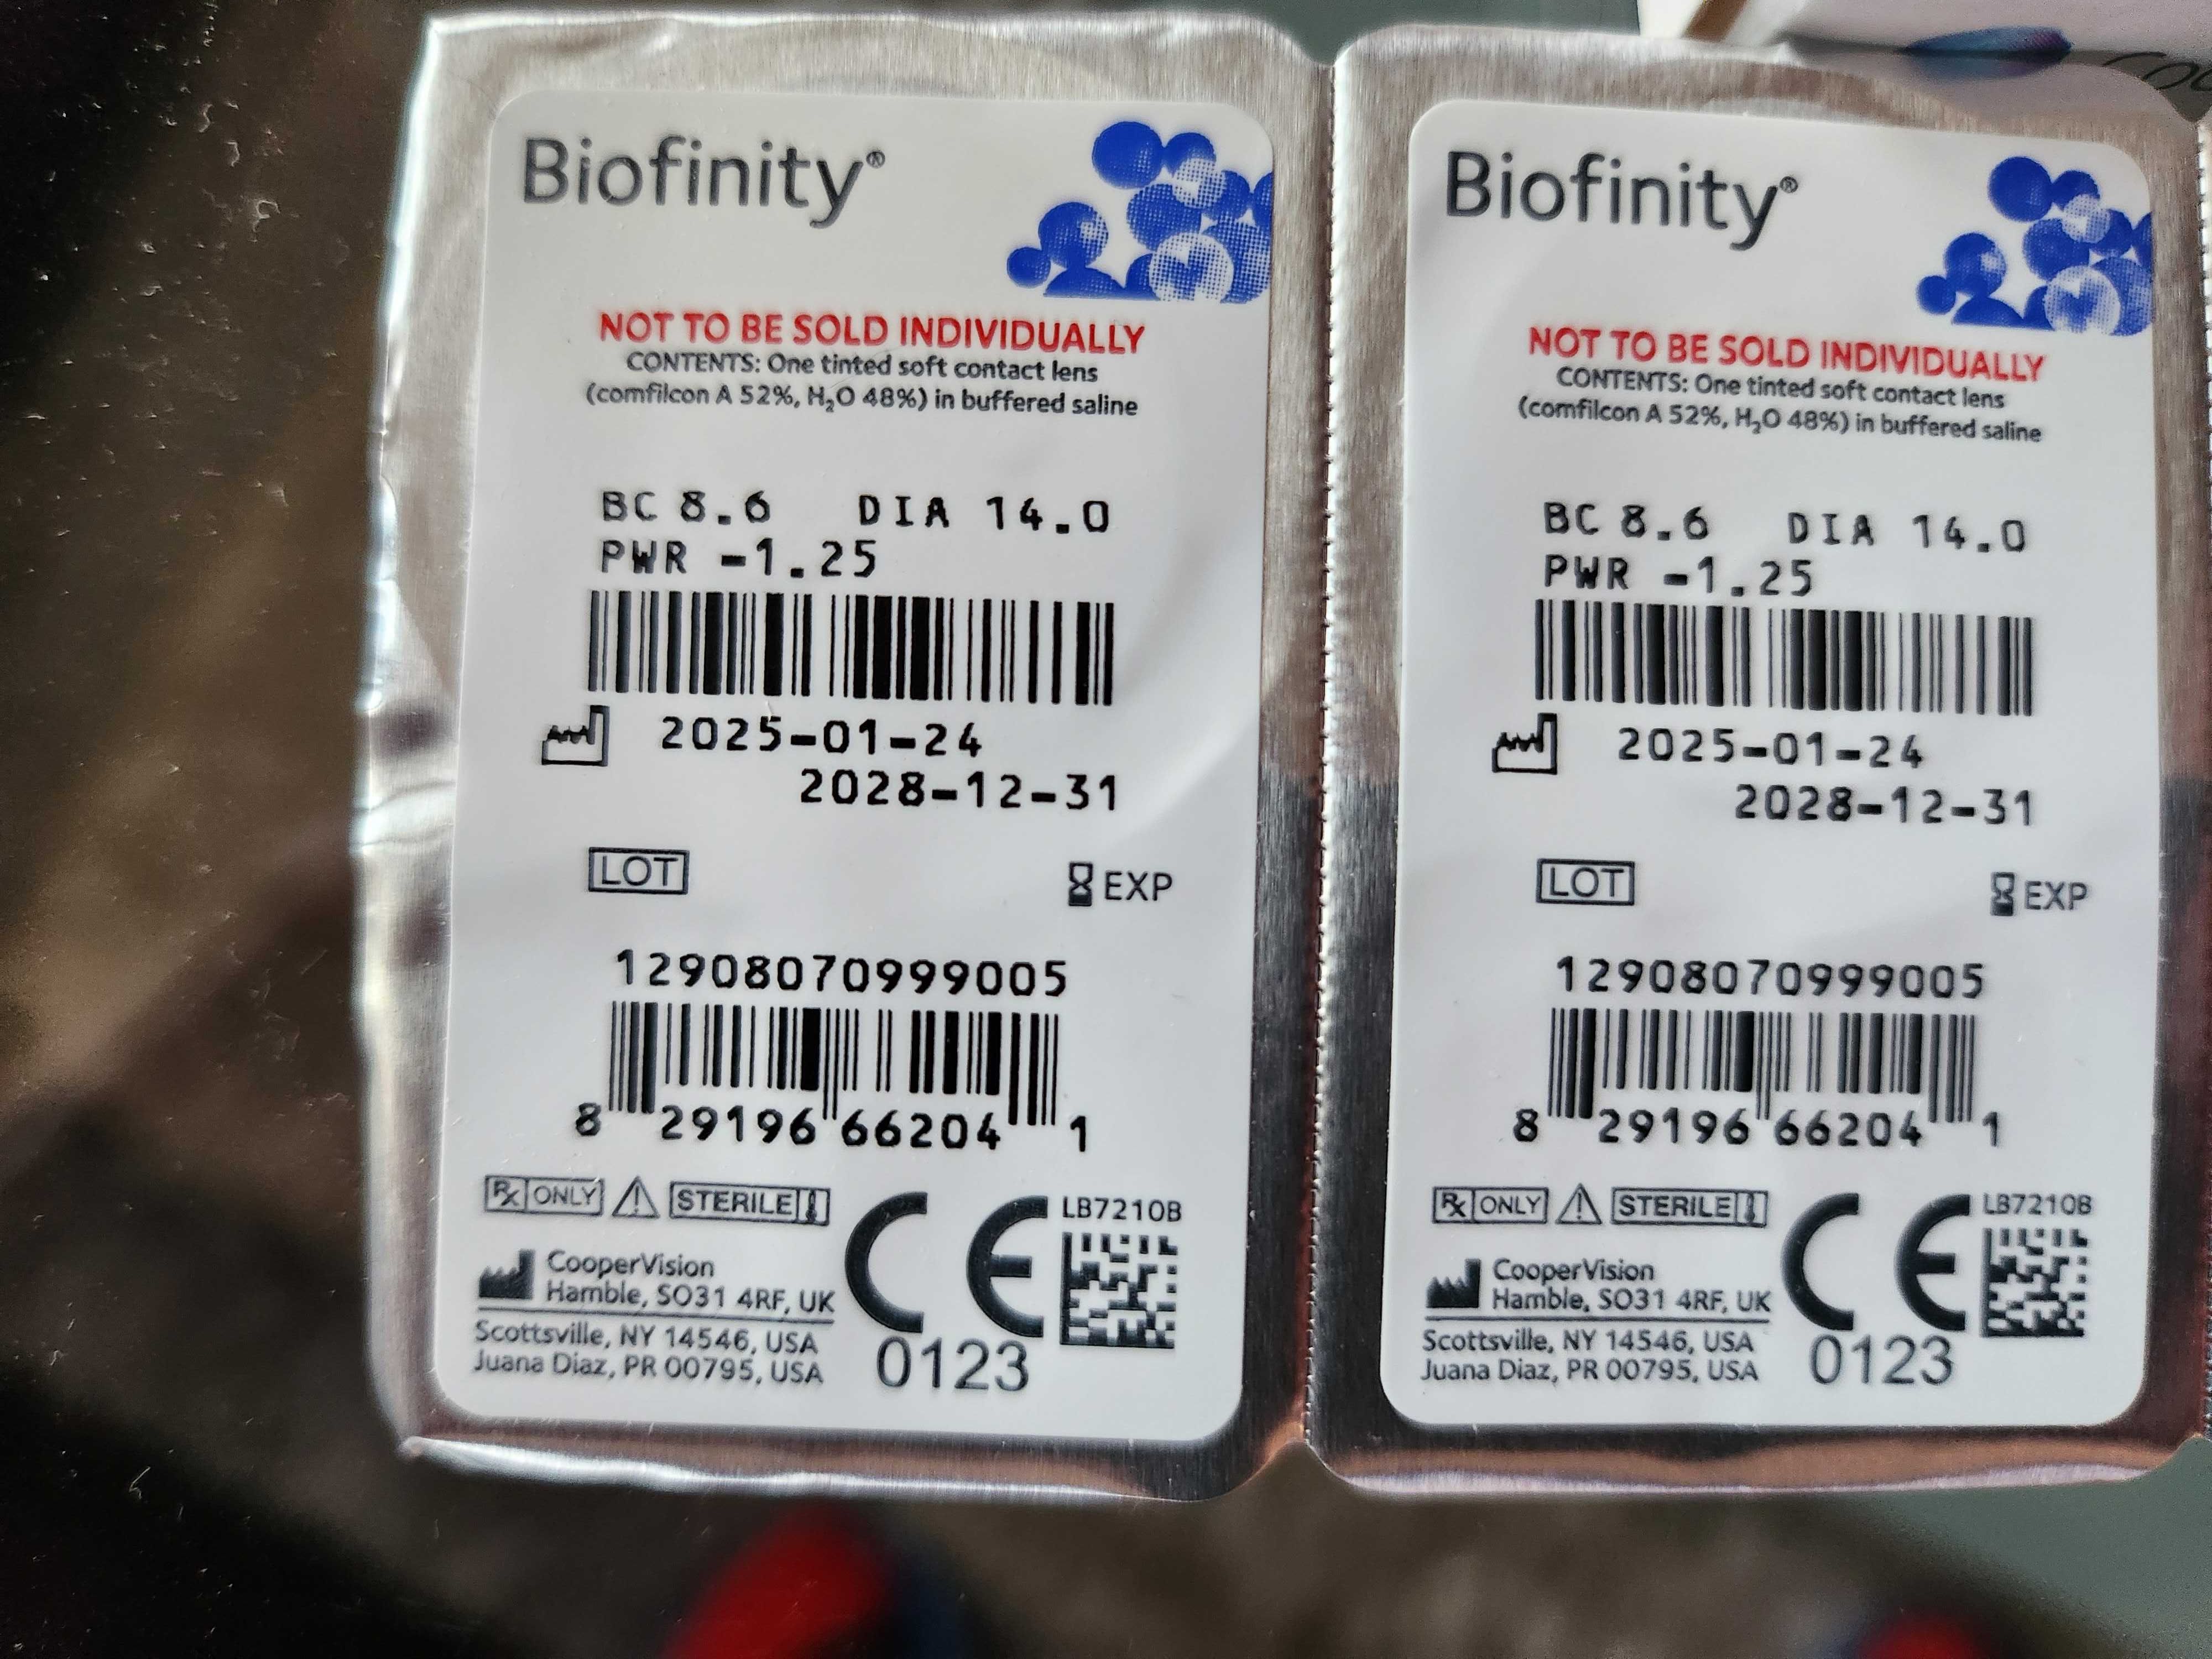 Biofinity®
NOT TO BE SOLD INDIVIDUALLY
CONTENTS: One tinted soft contact lens
(comfilcon A 52%, H₂O 48%) in buffered saline
BC 8.6 DIA 14.0
PWR -1.25
2025-01-24
2028-12-31
LOT
EXP
12908070999005
8 29196 66204 1
Rx ONLY
STERILE
CE
LB7210B
CooperVision
Hamble, SO31 4RF, UK
Scottsville, NY 14546, USA
Juana Diaz, PR 00795, USA
0123
Biofinity®
NOT TO BE SOLD INDIVIDUALLY
CONTENTS: One tinted soft contact lens
(comfilcon A 52%, H₂O 48%) in buffered saline
BC 8.6 DIA 14.0
PWR -1.25
2025-01-24
2028-12-31
LOT
EXP
12908070999005
8 29196 66204 1
Rx ONLY
STERILE
CE
LB7210B
CooperVision
Hamble, SO31 4RF, UK
Scottsville, NY 14546, USA
Juana Diaz, PR 00795, USA
0123